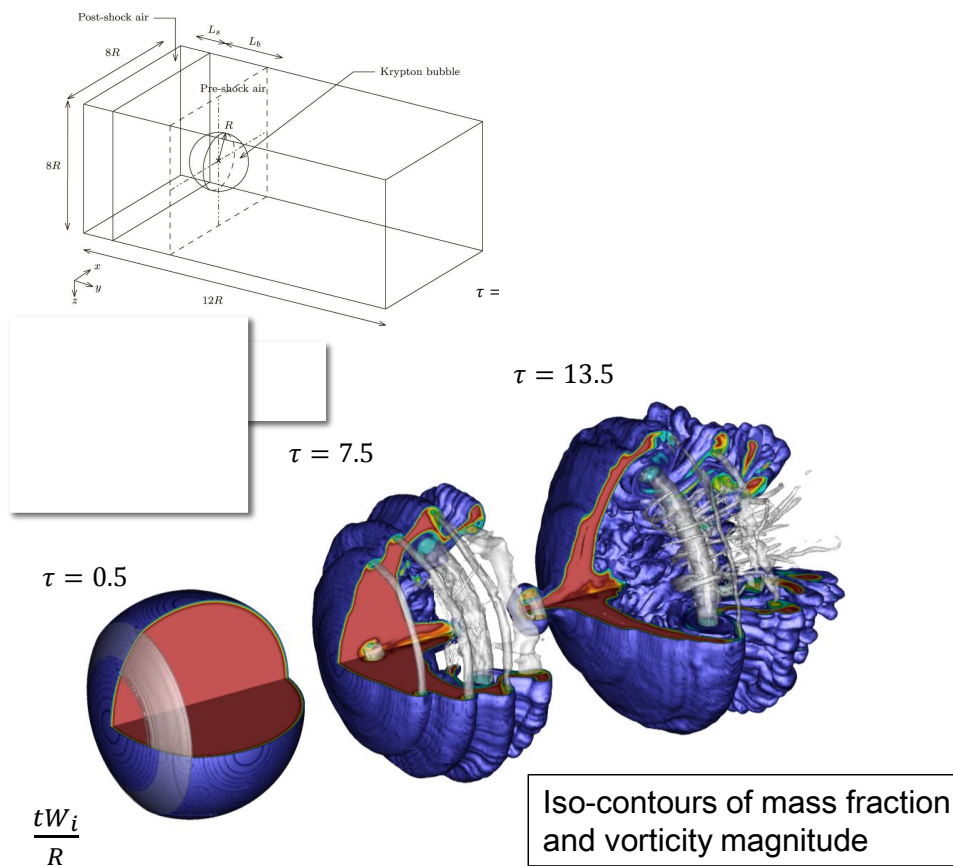 Post-shock air
L_s
L_b
8R
Krypton bubble
Pre-shock air
R
8R
x
y
z
12R
τ =
τ = 13.5
τ = 7.5
τ = 0.5
tW_i
R
Iso-contours of mass fraction
and vorticity magnitude